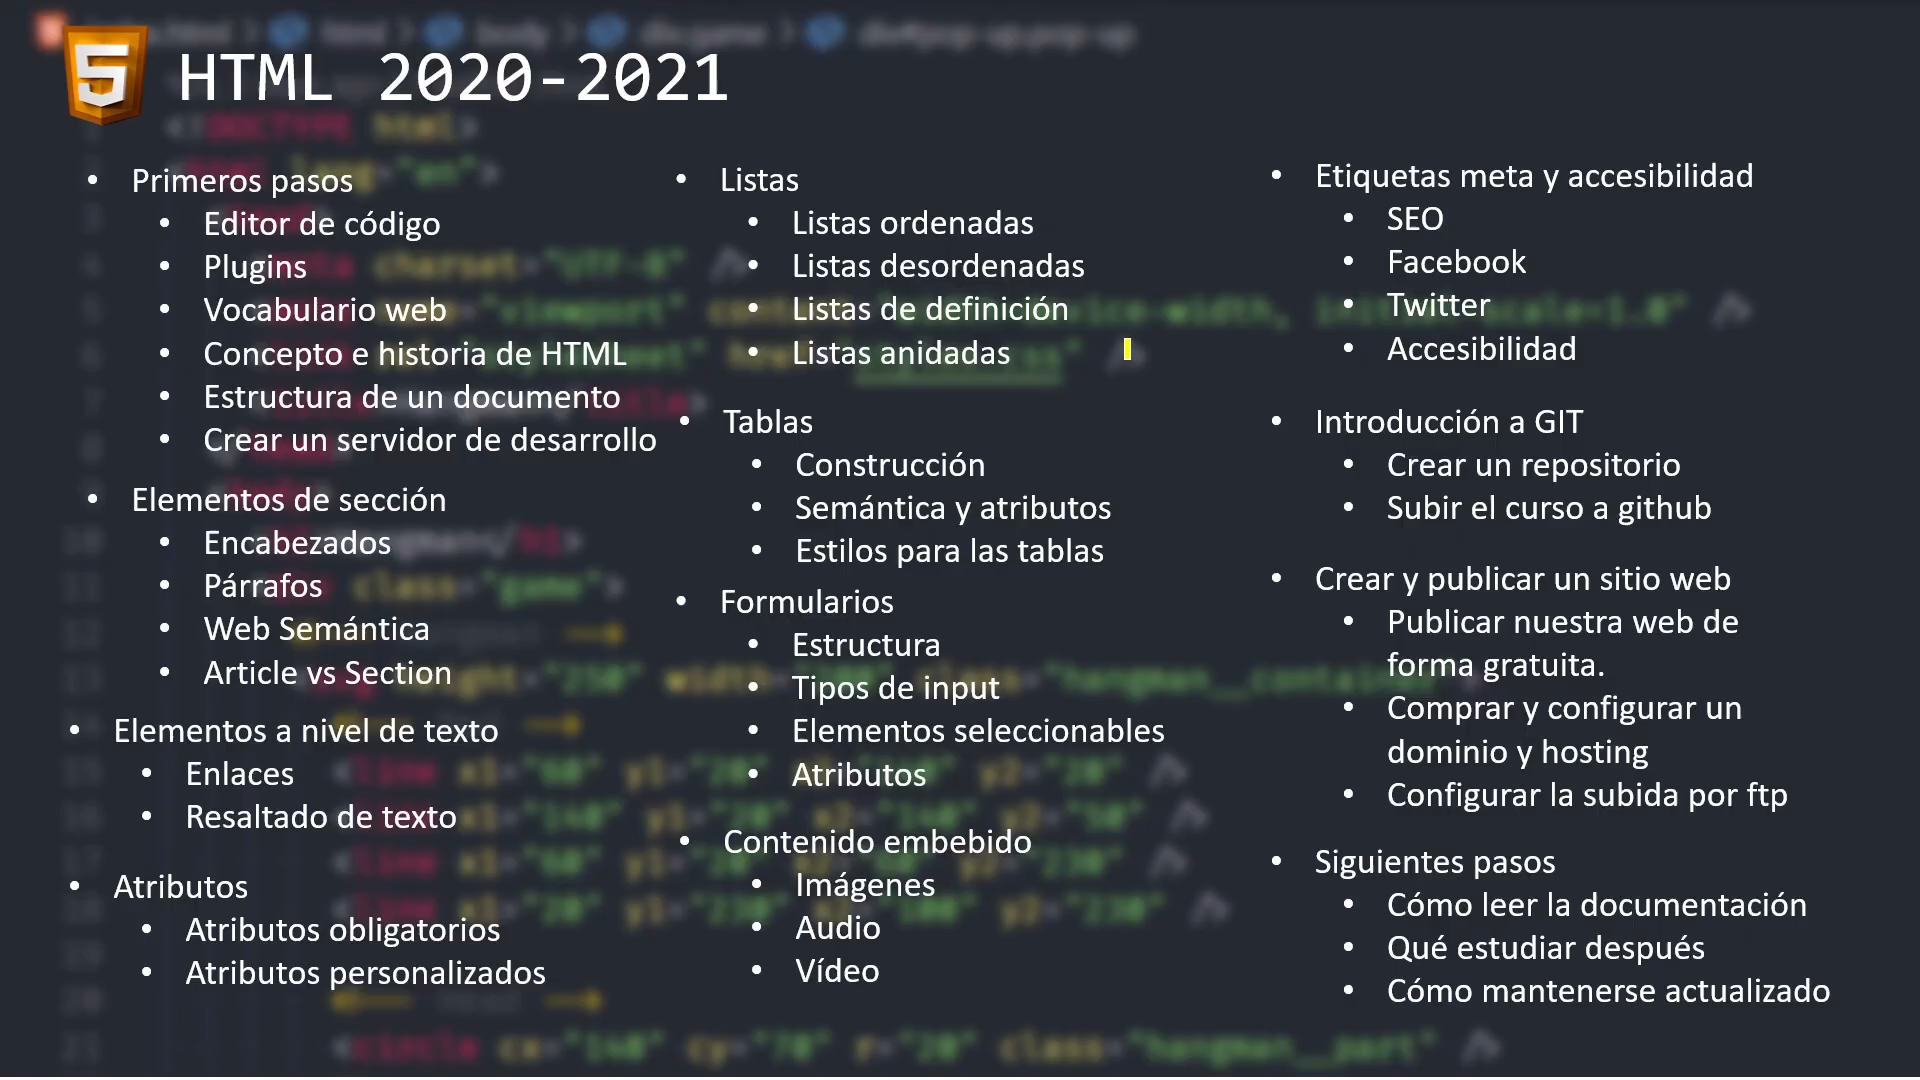 HTML 2020-2021
• Primeros pasos
• Editor de código
• Plugins
• Vocabulario web
• Concepto e historia de HTML
• Estructura de un documento
• Crear un servidor de desarrollo
• Elementos de sección
• Encabezados
• Párrafos
• Web Semántica
• Article vs Section
• Elementos a nivel de texto
• Enlaces
• Resaltado de texto
• Atributos
• Atributos obligatorios
• Atributos personalizados
• Listas
• Listas ordenadas
• Listas desordenadas
• Listas de definición
• Listas anidadas
• Tablas
• Construcción
• Semántica y atributos
• Estilos para las tablas
• Formularios
• Estructura
• Tipos de input
• Elementos seleccionables
• Atributos
• Contenido embebido
• Imágenes
• Audio
• Vídeo
• Etiquetas meta y accesibilidad
• SEO
• Facebook
• Twitter
• Accesibilidad
• Introducción a GIT
• Crear un repositorio
• Subir el curso a github
• Crear y publicar un sitio web
• Publicar nuestra web de
forma gratuita.
• Comprar y configurar un
dominio y hosting
• Configurar la subida por ftp
• Siguientes pasos
• Cómo leer la documentación
• Qué estudiar después
• Cómo mantenerse actualizado